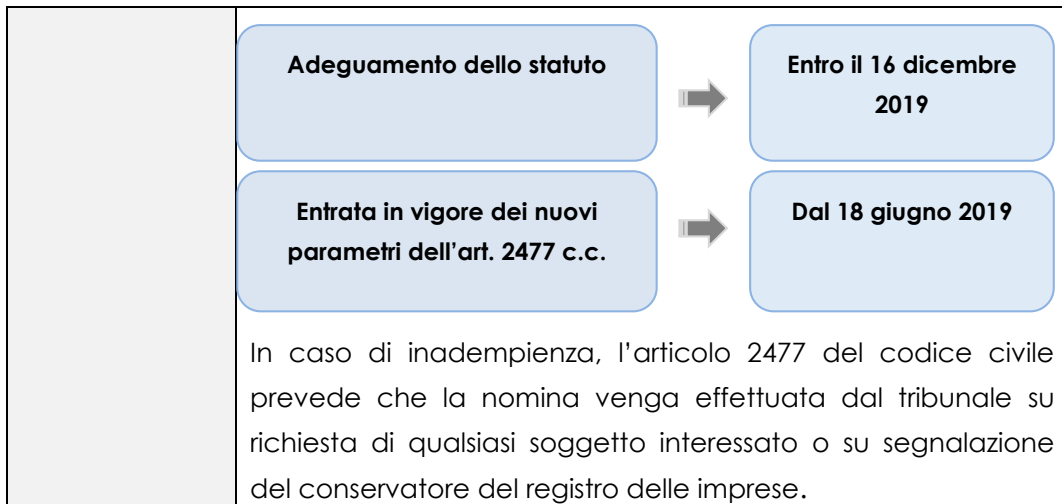 Adeguamento dello statuto
Entro il 16 dicembre
2019
Entrata in vigore dei nuovi
parametri dell’art. 2477 c.c.
Dal 18 giugno 2019
In caso di inadempienza, l’articolo 2477 del codice civile
prevede che la nomina venga effettuata dal tribunale su
richiesta di qualsiasi soggetto interessato o su segnalazione
del conservatore del registro delle imprese.